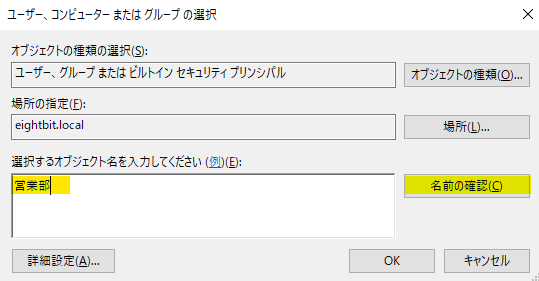 ユーザー、コンピューター または グループ の選択
オブジェクトの種類の選択(S):
ユーザー、グループ または ビルトイン セキュリティ プリンシパル
オブジェクトの種類(O)...
場所の指定(F):
eightbit.local
場所(L)...
選択するオブジェクト名を入力してください (例)(E):
営業部
名前の確認(C)
詳細設定(A)...
OK
キャンセル